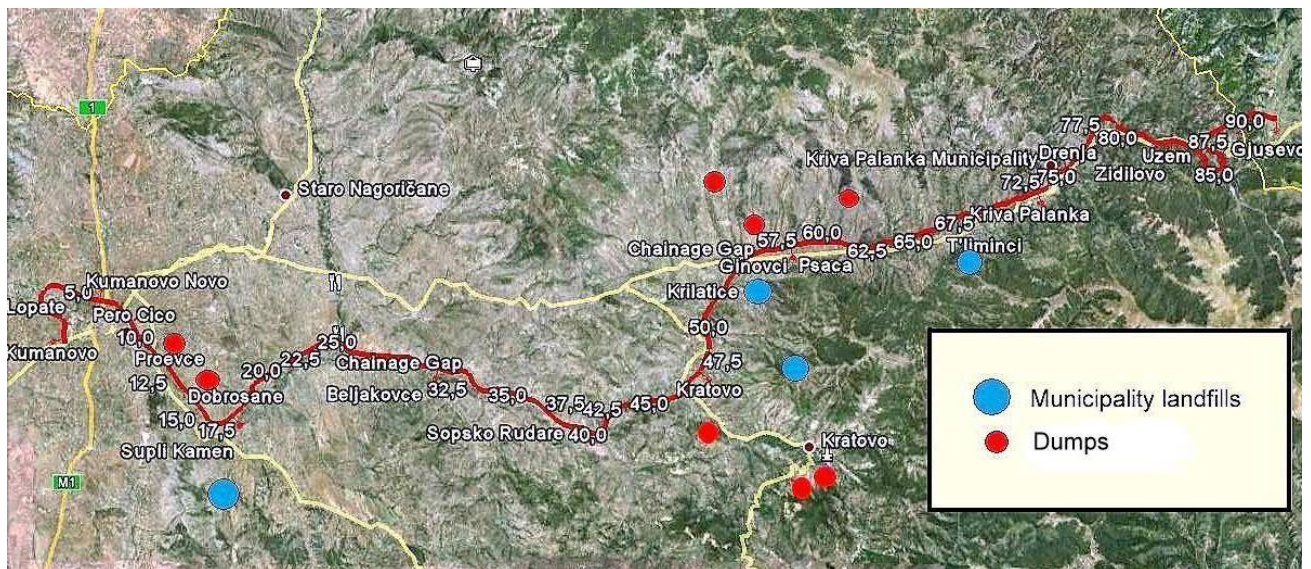 1
Staro Nagoričane
Kumanovo Novo
5,0
Lopate
Pero Cico
Kumanovo
10,0
Proevce
12,5
Dobrosane
15,0
17,5
Supli Kamen
20,0
22,5
25,0
Chainage Gap
Beljakovce
32,5
35,0
37,5
Sopsko Rudare
40,0
42,5
45,0
Kratovo
47,5
50,0
Krilatice
Chainage Gap
Ginovci
57,5
Psaca
60,0
62,5
65,0
67,5
T'liminci
Kriva Palanka Municipality
Kriva Palanka
72,5
75,0
Drenja
77,5
80,0
Zidilovo
Uzem
85,0
87,5
90,0
Gjusevo
Kratovo
M1
Municipality landfills
Dumps